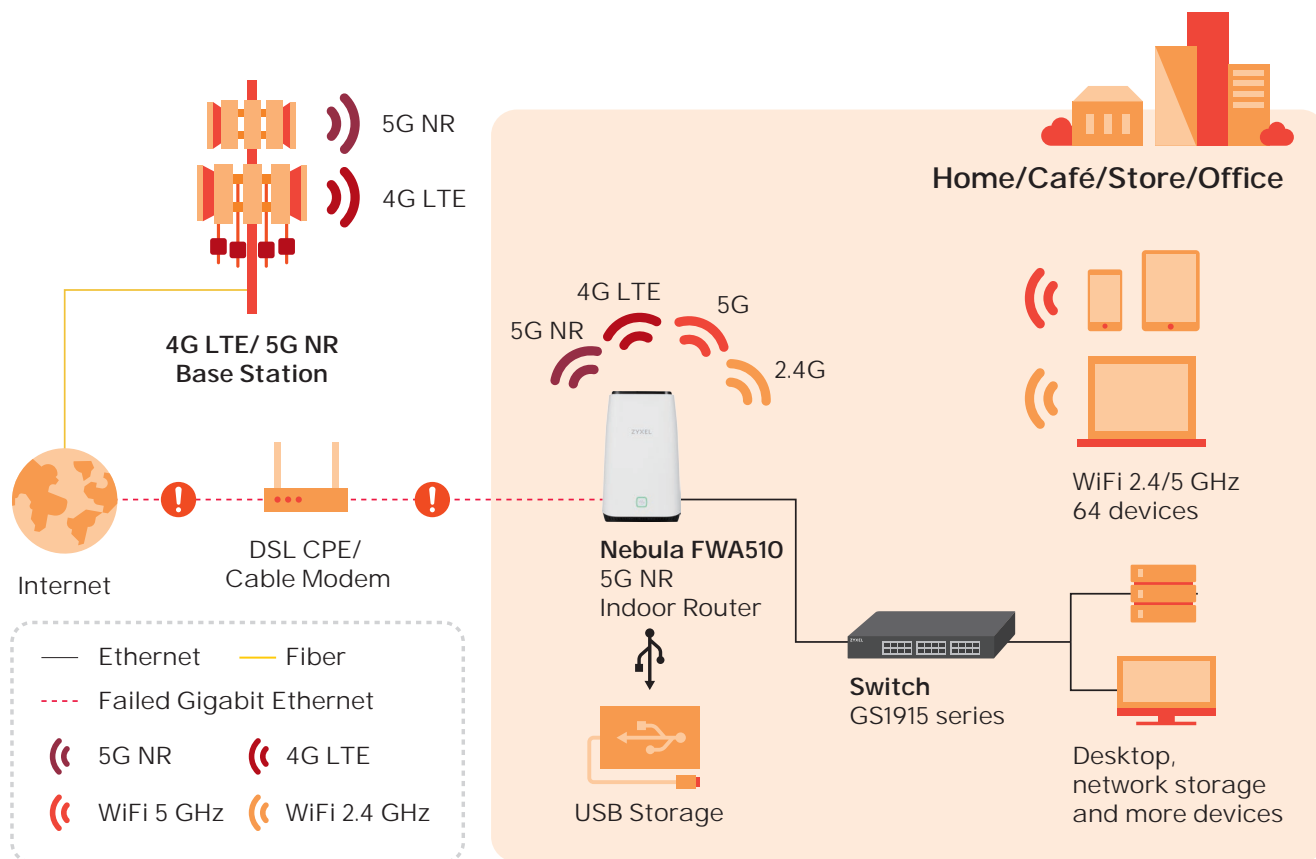 5G NR
4G LTE
Home/Café/Store/Office
4G LTE/ 5G NR
Base Station
4G LTE
5G
5G NR
2.4G
ZYXEL
WiFi 2.4/5 GHz
64 devices
Internet
DSL CPE/
Cable Modem
Nebula FWA510
5G NR
Indoor Router
ZYXEL
Switch
GS1915 series
USB Storage
Desktop,
network storage
and more devices
Ethernet
Fiber
Failed Gigabit Ethernet
5G NR
4G LTE
WiFi 5 GHz
WiFi 2.4 GHz